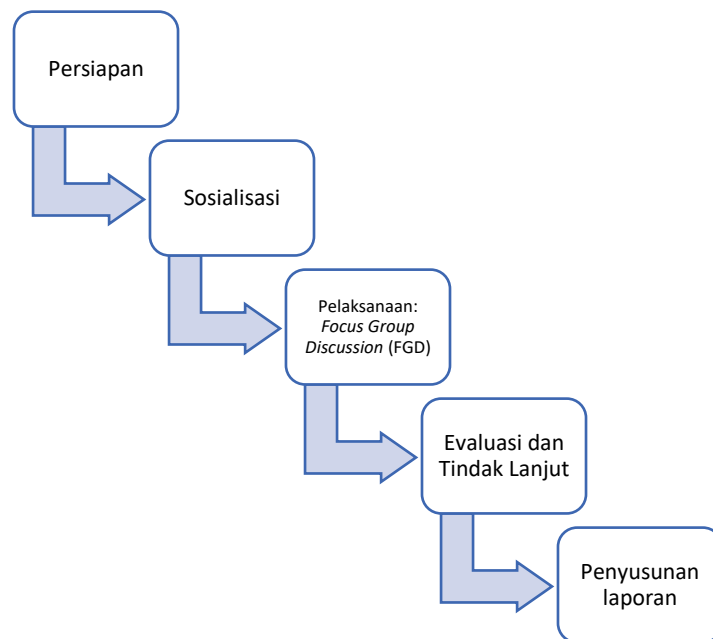 Persiapan
Sosialisasi
Pelaksanaan:
Focus Group
Discussion (FGD)
Evaluasi dan
Tindak Lanjut
Penyusunan
laporan